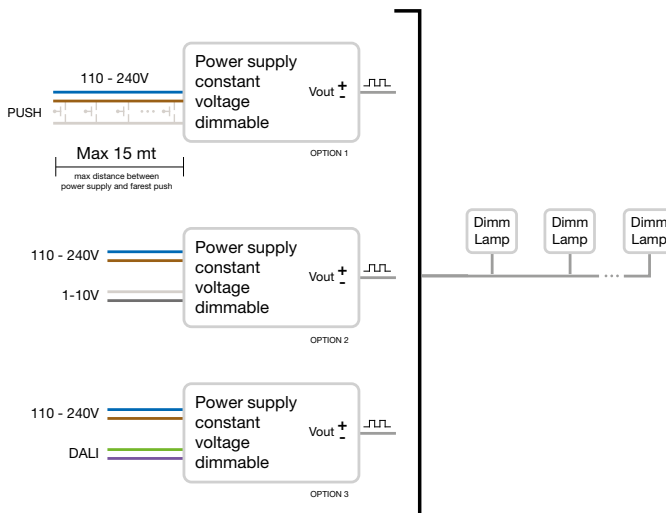 110 - 240V
PUSH
Power supply
constant
voltage
dimmable
Vout + -
OPTION 1
Max 15 mt
max distance between
power supply and farest push
110 - 240V
1-10V
Power supply
constant
voltage
dimmable
Vout + -
OPTION 2
Dimm
Lamp
Dimm
Lamp
Dimm
Lamp
110 - 240V
DALI
Power supply
constant
voltage
dimmable
Vout + -
OPTION 3